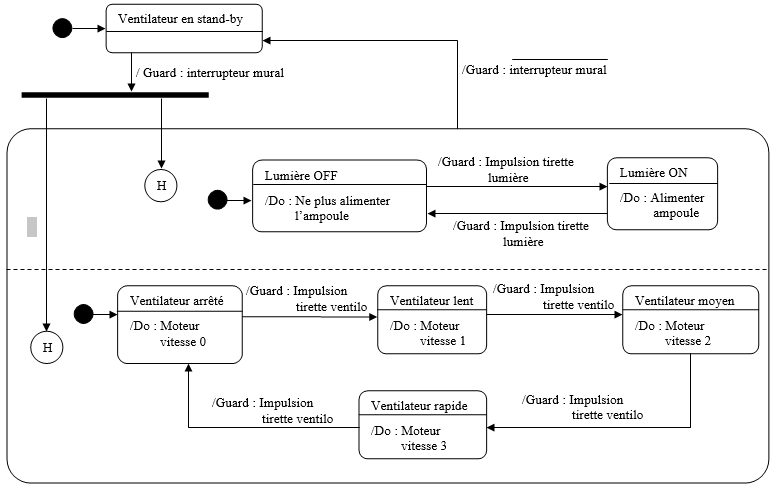 Ventilateur en stand-by
/ Guard : interrupteur mural
/Guard : interrupteur mural
H
Lumière OFF
/Do : Ne plus alimenter
l'ampoule
/Guard : Impulsion tirette
lumière
Lumière ON
/Do : Alimenter
ampoule
/Guard : Impulsion tirette
lumière
H
Ventilateur arrêté
/Do : Moteur
vitesse 0
/Guard : Impulsion
tirette ventilo
Ventilateur lent
/Do : Moteur
vitesse 1
/Guard : Impulsion
tirette ventilo
Ventilateur moyen
/Do : Moteur
vitesse 2
/Guard : Impulsion
tirette ventilo
Ventilateur rapide
/Do : Moteur
vitesse 3
/Guard : Impulsion
tirette ventilo